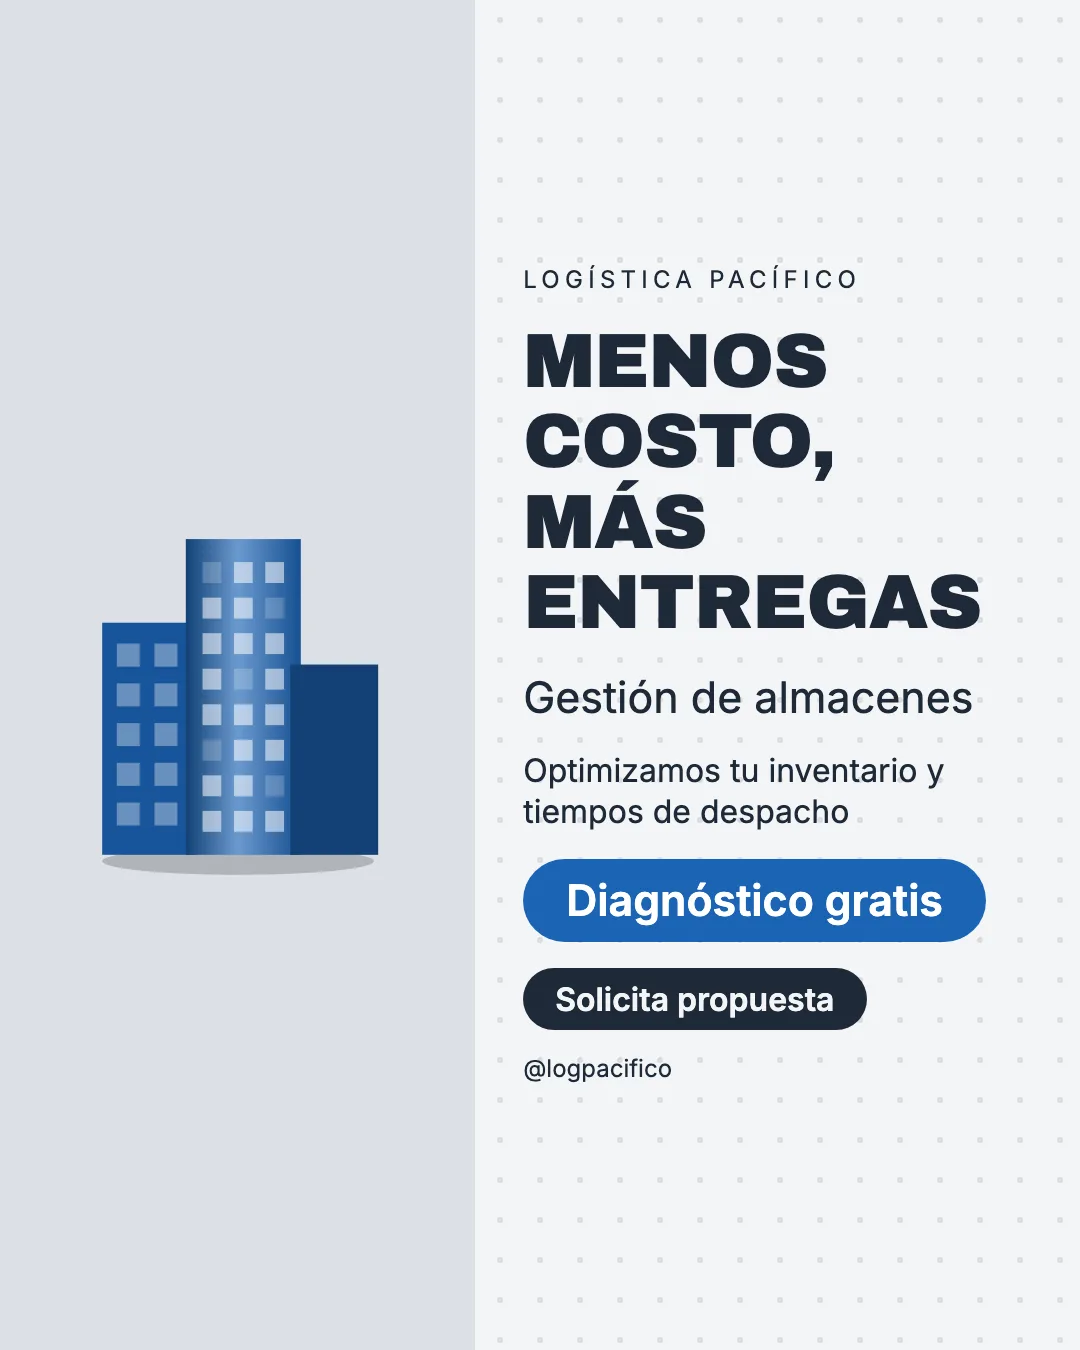 LOGÍSTICA PACÍFICO
MENOS
COSTO,
MÁS
ENTREGAS
Gestión de almacenes
Optimizamos tu inventario y
tiempos de despacho
Diagnóstico gratis
Solicita propuesta
@logpacifico